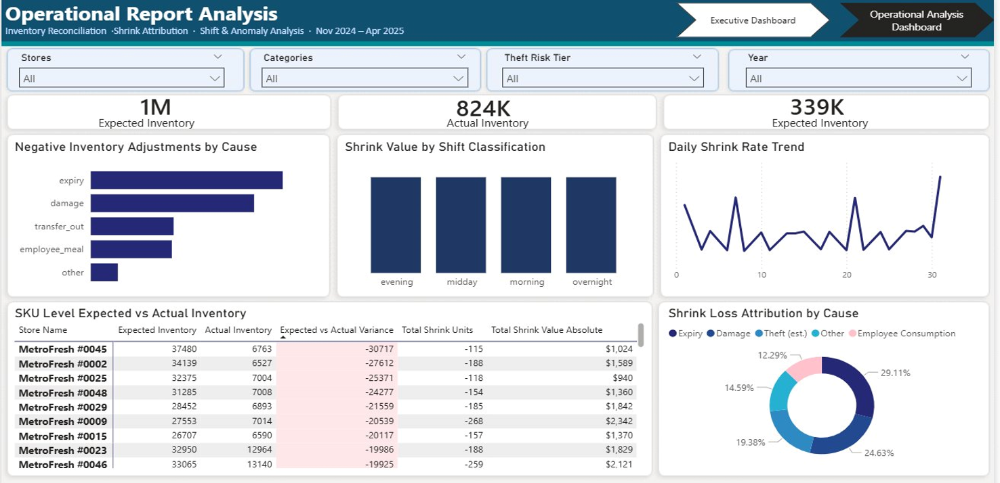 Operational Report Analysis
Inventory Reconciliation ·Shrink Attribution · Shift & Anomaly Analysis · Nov 2024 – Apr 2025
Executive Dashboard
Operational Analysis
Dashboard
Stores
All
Categories
All
Theft Risk Tier
All
Year
All
1M
Expected Inventory
824K
Actual Inventory
339K
Expected Inventory
Negative Inventory Adjustments by Cause
expiry
damage
transfer_out
employee_meal
other
Shrink Value by Shift Classification
evening midday morning overnight
Daily Shrink Rate Trend
0 10 20 30
SKU Level Expected vs Actual Inventory
Store Name Expected Inventory Actual Inventory Expected vs Actual Variance Total Shrink Units Total Shrink Value Absolute
MetroFresh #0045 37480 6763 -30717 -115 $1,024
MetroFresh #0002 34139 6527 -27612 -188 $1,589
MetroFresh #0025 32375 7004 -25371 -118 $940
MetroFresh #0048 31285 7008 -24277 -154 $1,360
MetroFresh #0029 28452 6893 -21559 -185 $1,842
MetroFresh #0009 27553 7014 -20539 -268 $2,342
MetroFresh #0015 26707 6590 -20117 -157 $1,370
MetroFresh #0023 32950 12964 -19986 -188 $1,829
MetroFresh #0046 33065 13140 -19925 -259 $2,121
Shrink Loss Attribution by Cause
Expiry Damage Theft (est.) Other Employee Consumption
12.29%
29.11%
14.59%
19.38%
24.63%